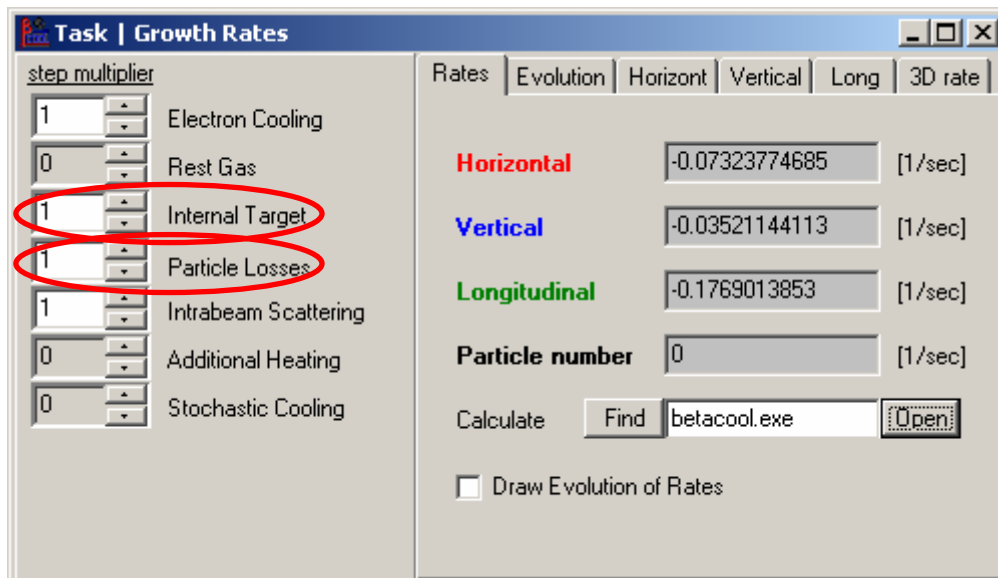 Task | Growth Rates
step multiplier
1 Electron Cooling
0 Rest Gas
1 Internal Target
1 Particle Losses
1 Intrabeam Scattering
0 Additional Heating
0 Stochastic Cooling
Rates Evolution Horizont Vertical Long 3D rate
Horizontal -0.07323774685 [1/sec]
Vertical -0.03521144113 [1/sec]
Longitudinal -0.1769013853 [1/sec]
Particle number 0 [1/sec]
Calculate Find betacool.exe Open
Draw Evolution of Rates